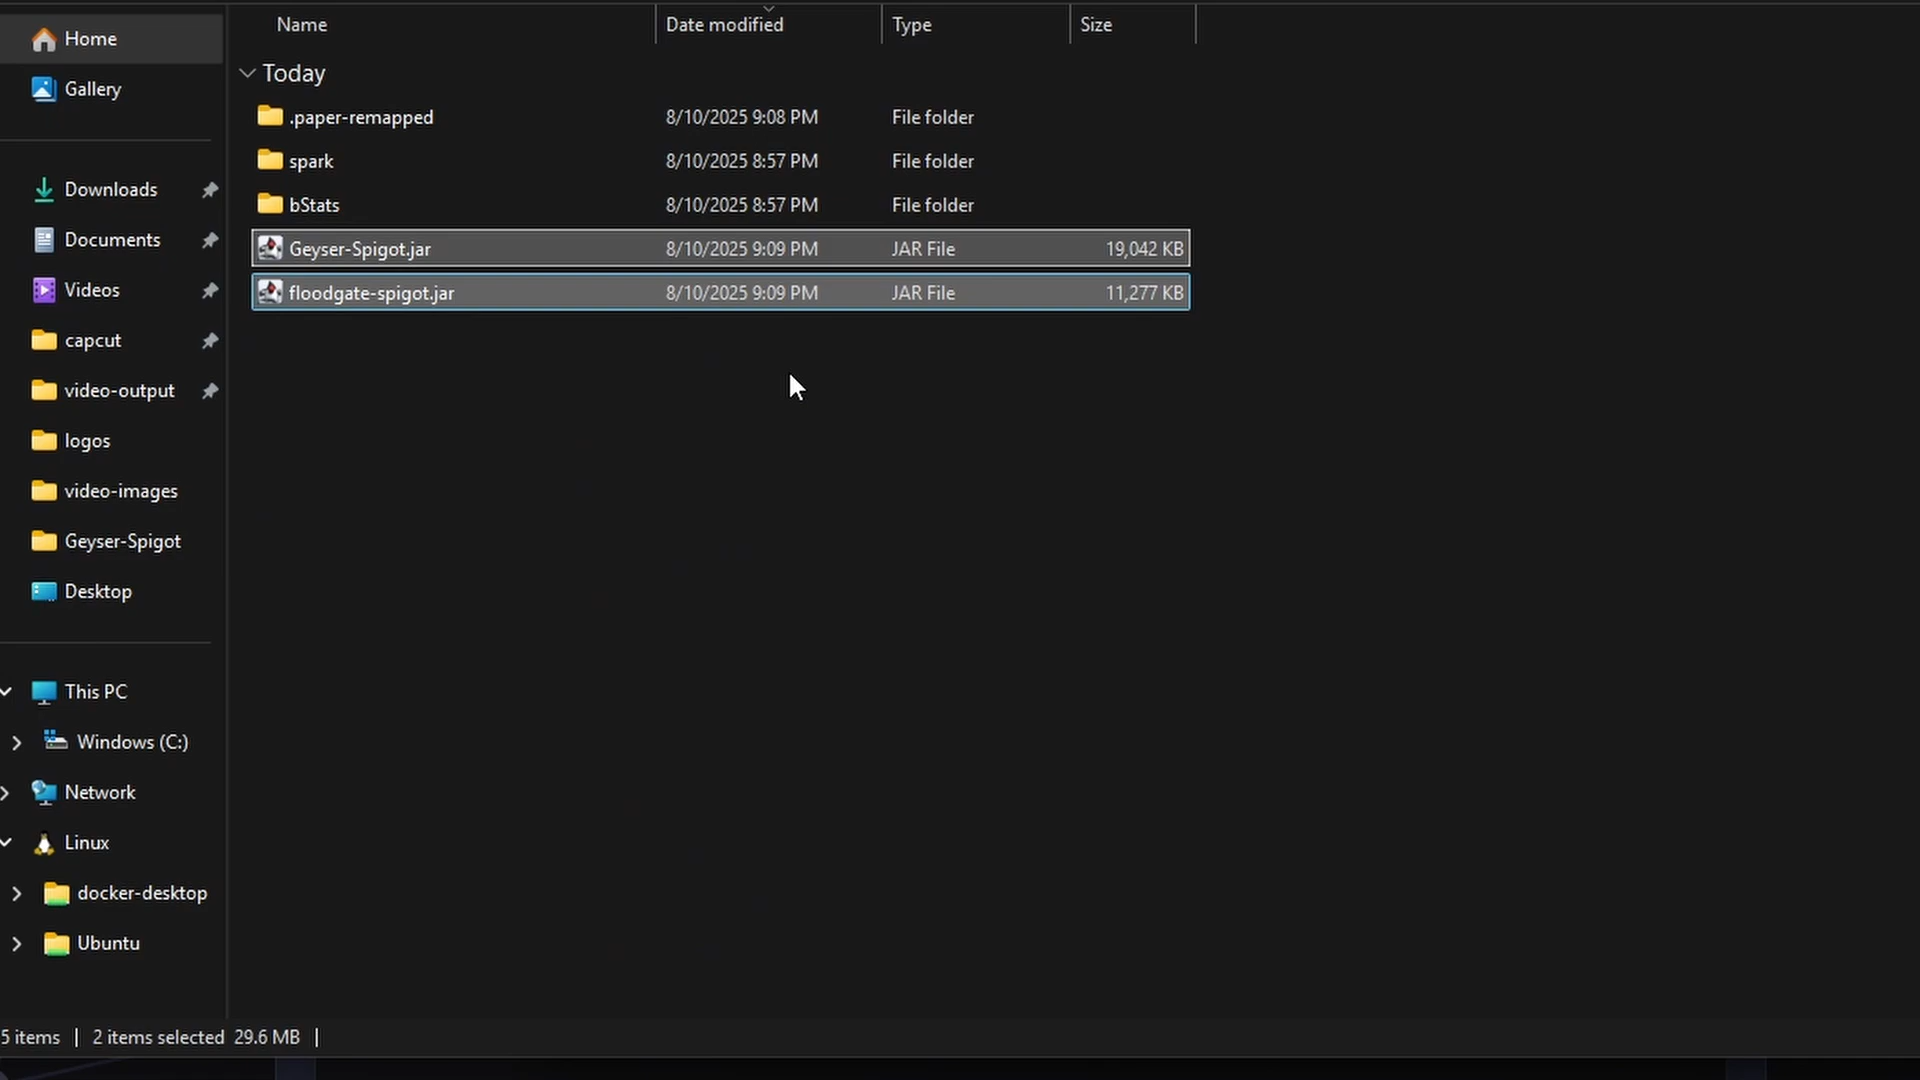 Home
Gallery
Downloads
Documents
Videos
capcut
video-output
logos
video-images
Geyser-Spigot
Desktop
This PC
Windows (C:)
Network
Linux
docker-desktop
Ubuntu
Name Date modified Type Size
Today
.paper-remapped 8/10/2025 9:08 PM File folder
spark 8/10/2025 8:57 PM File folder
bStats 8/10/2025 8:57 PM File folder
Geyser-Spigot.jar 8/10/2025 9:09 PM JAR File 19,042 KB
floodgate-spigot.jar 8/10/2025 9:09 PM JAR File 11,277 KB
5 items | 2 items selected 29.6 MB |